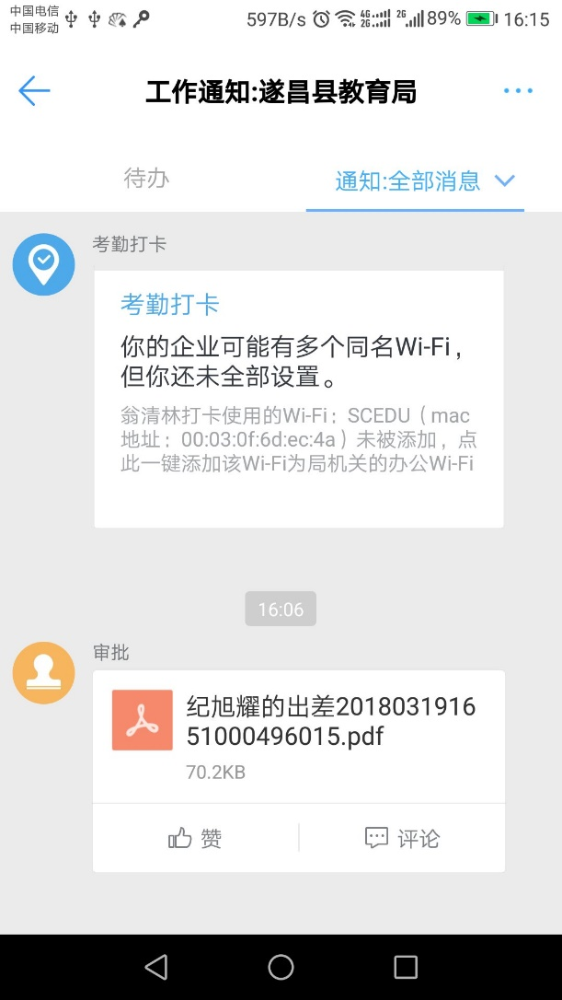 中国电信
中国移动
597B/s 4G 2G 2G 89% 16:15
工作通知:遂昌县教育局
待办
通知:全部消息
考勤打卡
考勤打卡
你的企业可能有多个同名Wi-Fi，
但你还未全部设置。
翁清林打卡使用的Wi-Fi：SCEDU（mac
地址：00:03:0f:6d:ec:4a）未被添加，点
此一键添加该Wi-Fi为局机关的办公Wi-Fi
16:06
审批
纪旭耀的出差2018031916
51000496015.pdf
70.2KB
赞
评论